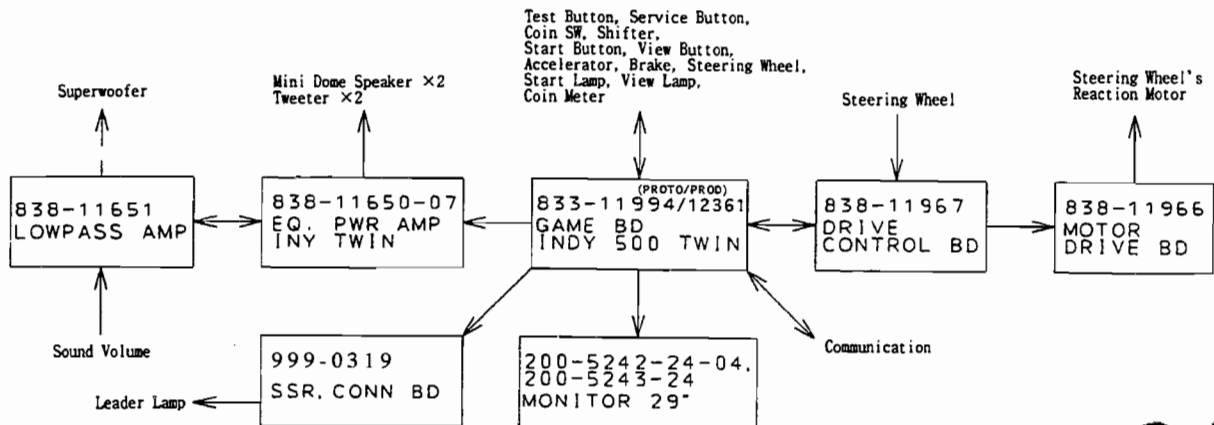 Test Button, Service Button,
Coin SW, Shifter,
Start Button, View Button,
Accelerator, Brake, Steering Wheel,
Start Lamp, View Lamp,
Coin Meter
Mini Dome Speaker ×2
Tweeter ×2
Steering Wheel's
Reaction Motor
Superwoofer
Steering Wheel
838-11651
LOWPASS AMP
838-11650-07
EQ. PWR AMP
INY TWIN
(PROTO/PROD)
833-11994/12361
GAME BD
INDY 500 TWIN
838-11967
DRIVE
CONTROL BD
838-11966
MOTOR
DRIVE BD
Sound Volume
999-0319
SSR. CONN BD
200-5242-24-04.
200-5243-24
MONITOR 29"
Communication
Leader Lamp